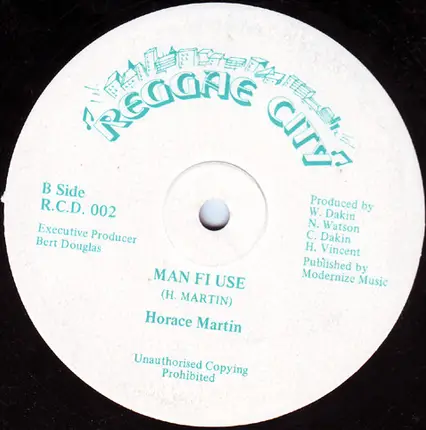 REGGAE CITY
B Side
R.C.D. 002
Executive Producer
Bert Douglas
Produced by
W. Dakin
N. Watson
C. Dakin
H. Vincent
Published by
Modernize Music
MAN FI USE
(H. MARTIN)
Horace Martin
Unauthorised Copying
Prohibited